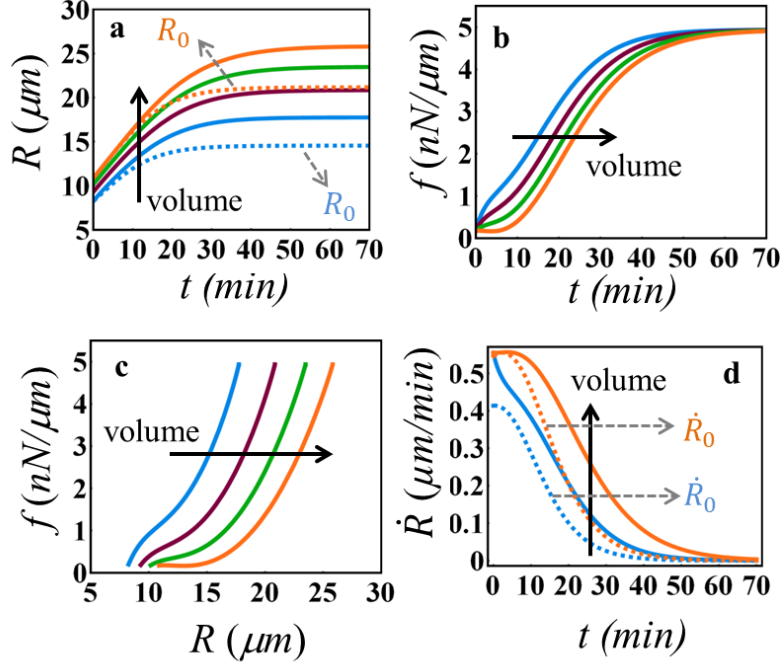 a
R (μm)
30
25
20
15
10
5
R₀
volume
R₀
0 10 20 30 40 50 60 70
t (min)
b
f (nN/μm)
5
4
3
2
1
0
volume
0 10 20 30 40 50 60 70
t (min)
c
f (nN/μm)
5
4
3
2
1
0
volume
5 10 15 20 25 30
R (μm)
d
Ṙ (μm/min)
0.5
0.4
0.3
0.2
0.1
0
volume
Ṙ₀
Ṙ₀
0 10 20 30 40 50 60 70
t (min)